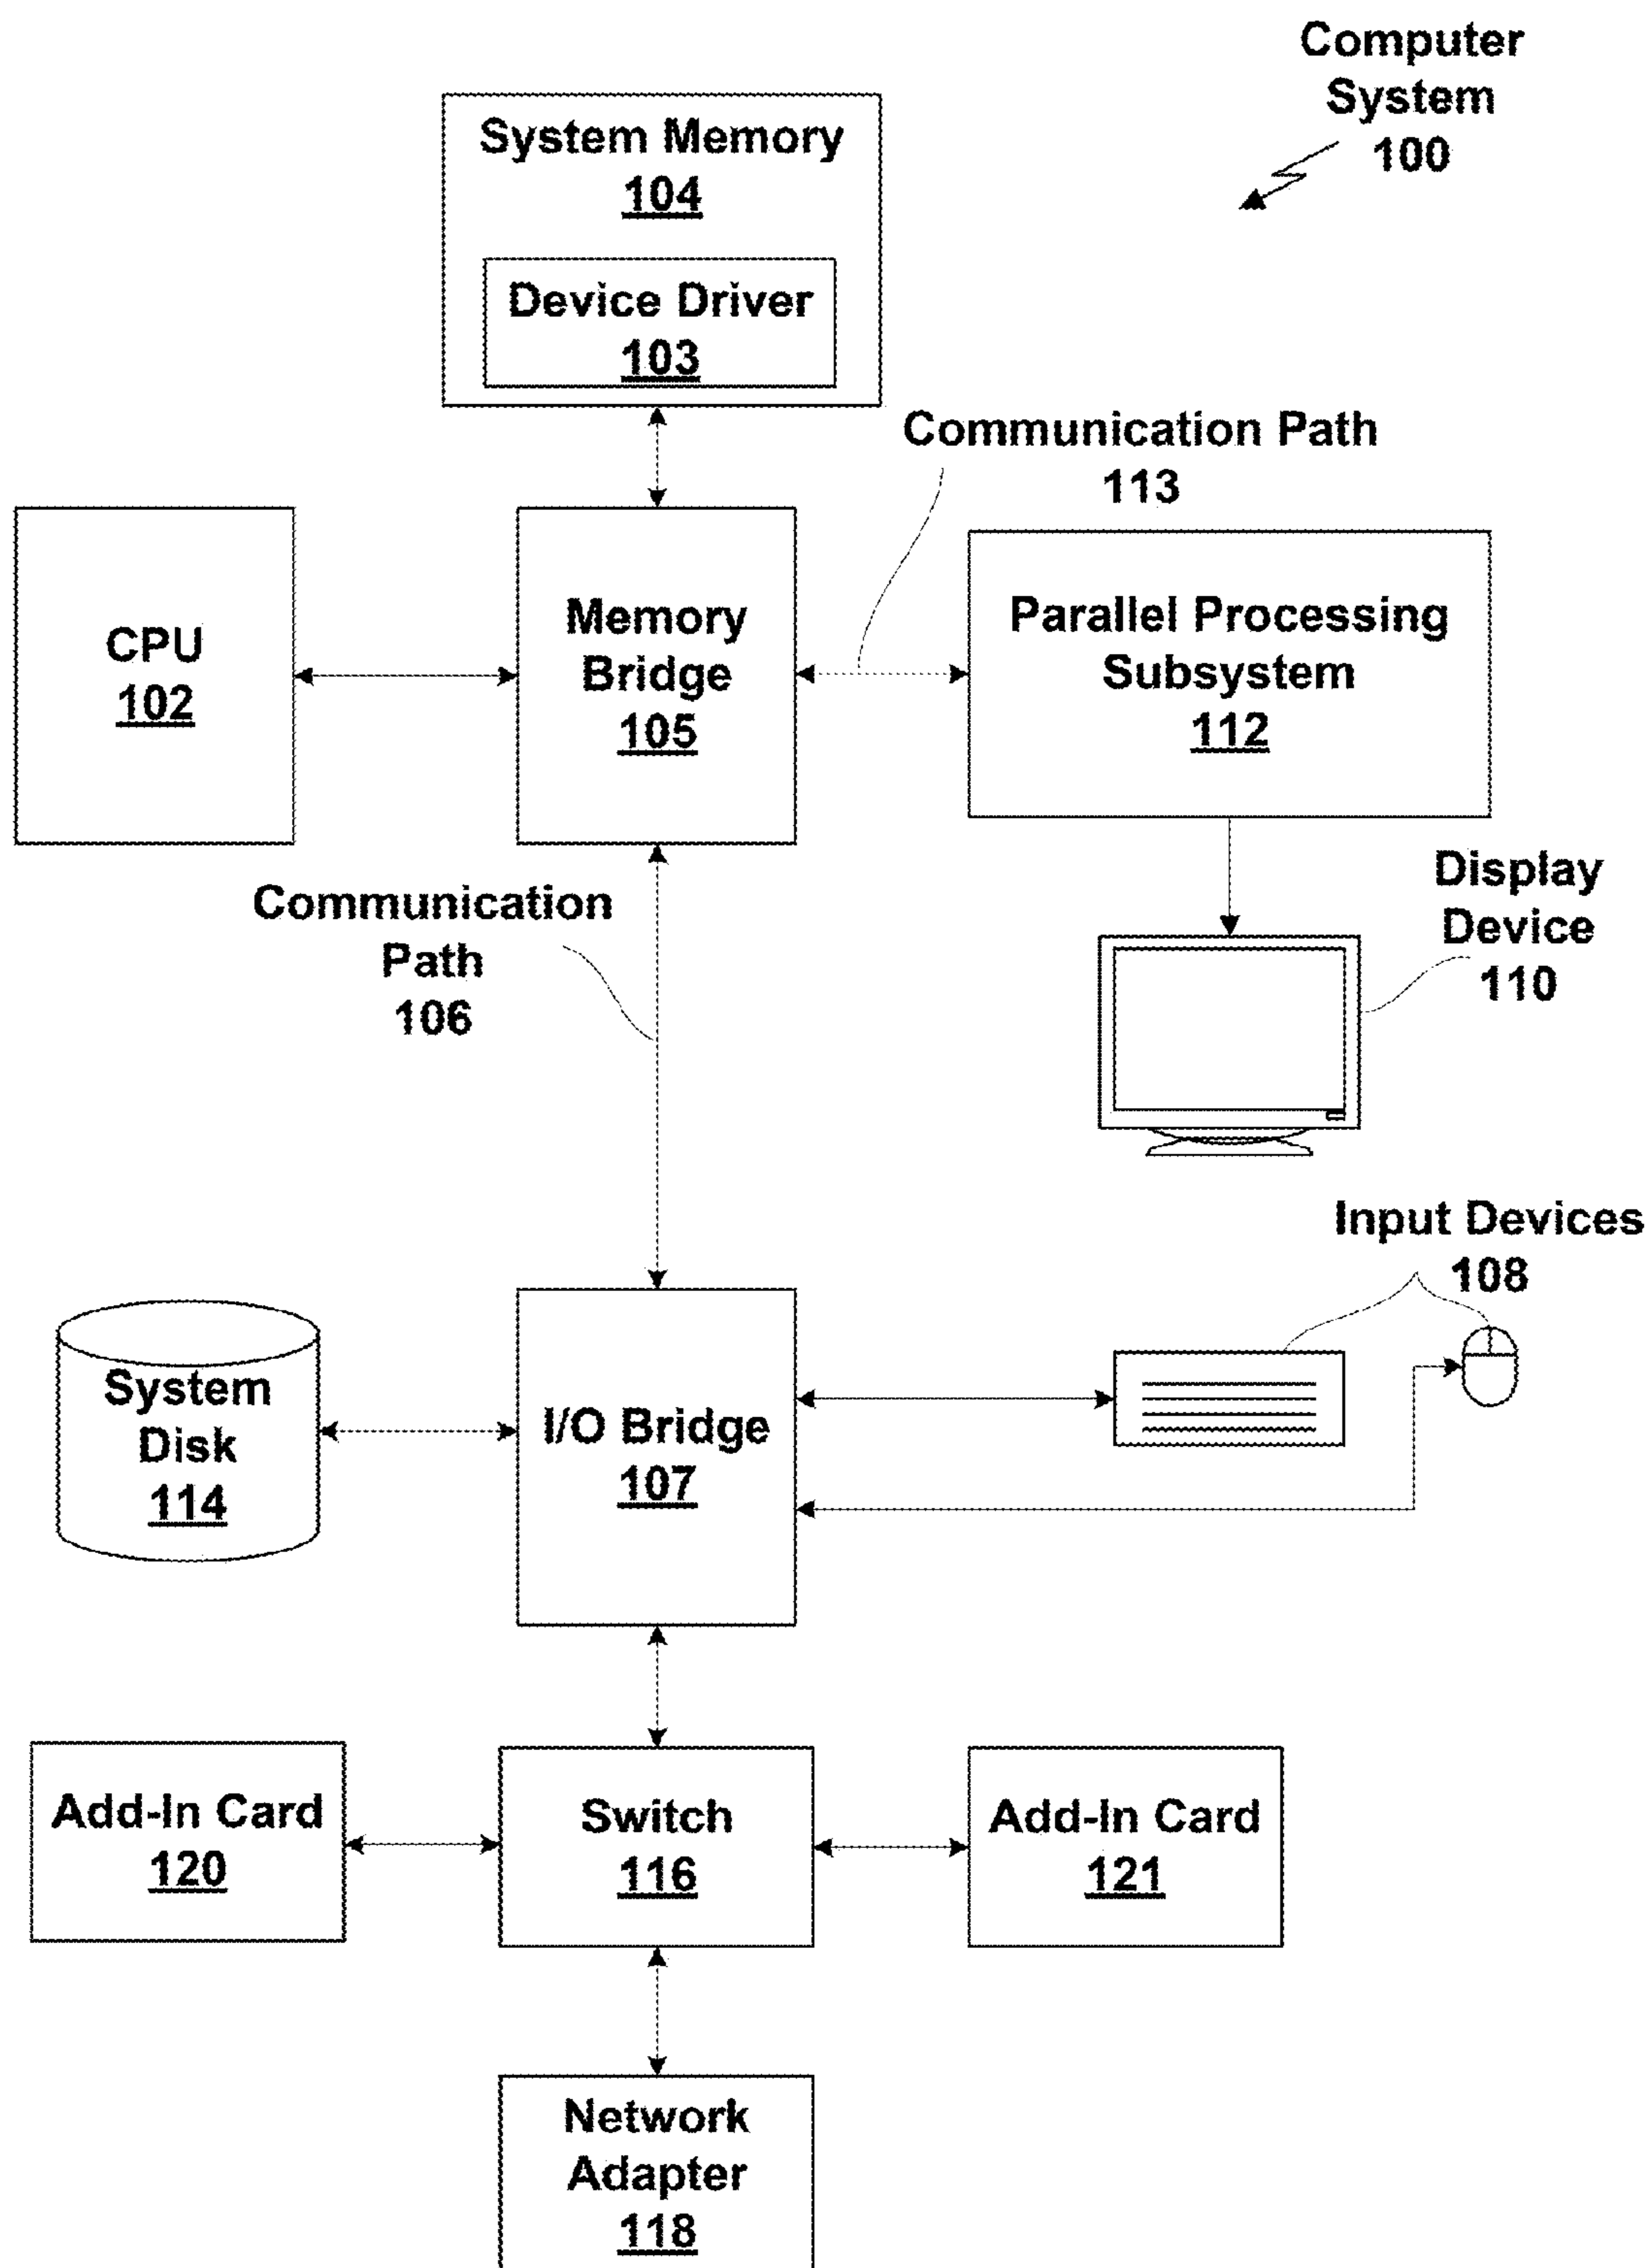 Computer
System
100
System Memory
104
Device Driver
103
Communication Path
113
CPU
102
Memory
Bridge
105
Parallel Processing
Subsystem
112
Communication
Path
106
Display
Device
110
Input Devices
108
System
Disk
114
I/O Bridge
107
Add-In Card
120
Switch
116
Add-In Card
121
Network
Adapter
118